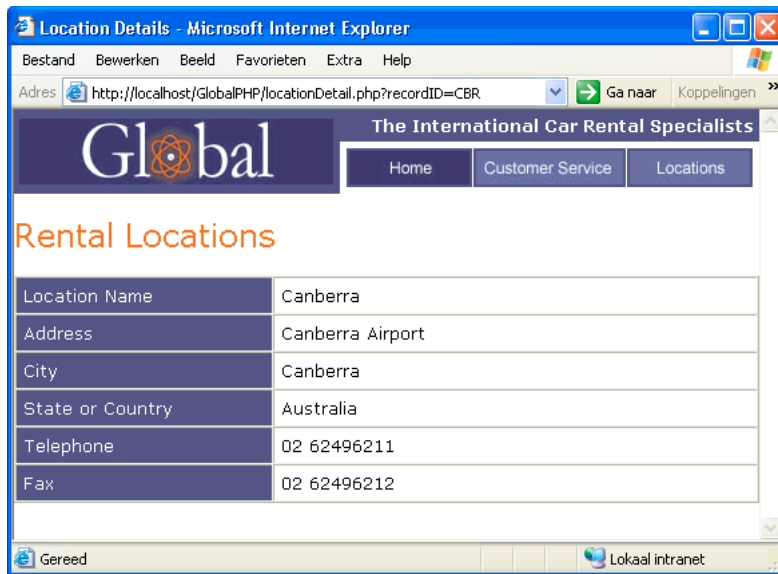 Location Details - Microsoft Internet Explorer
Bestand Bewerken Beeld Favorieten Extra Help
Adres http://localhost/GlobalPHP/locationDetail.php?recordID=CBR Ga naar Koppelingen »
Global
The International Car Rental Specialists
Home Customer Service Locations
Rental Locations
Location Name Canberra
Address Canberra Airport
City Canberra
State or Country Australia
Telephone 02 62496211
Fax 02 62496212
Gereed Lokaal intranet